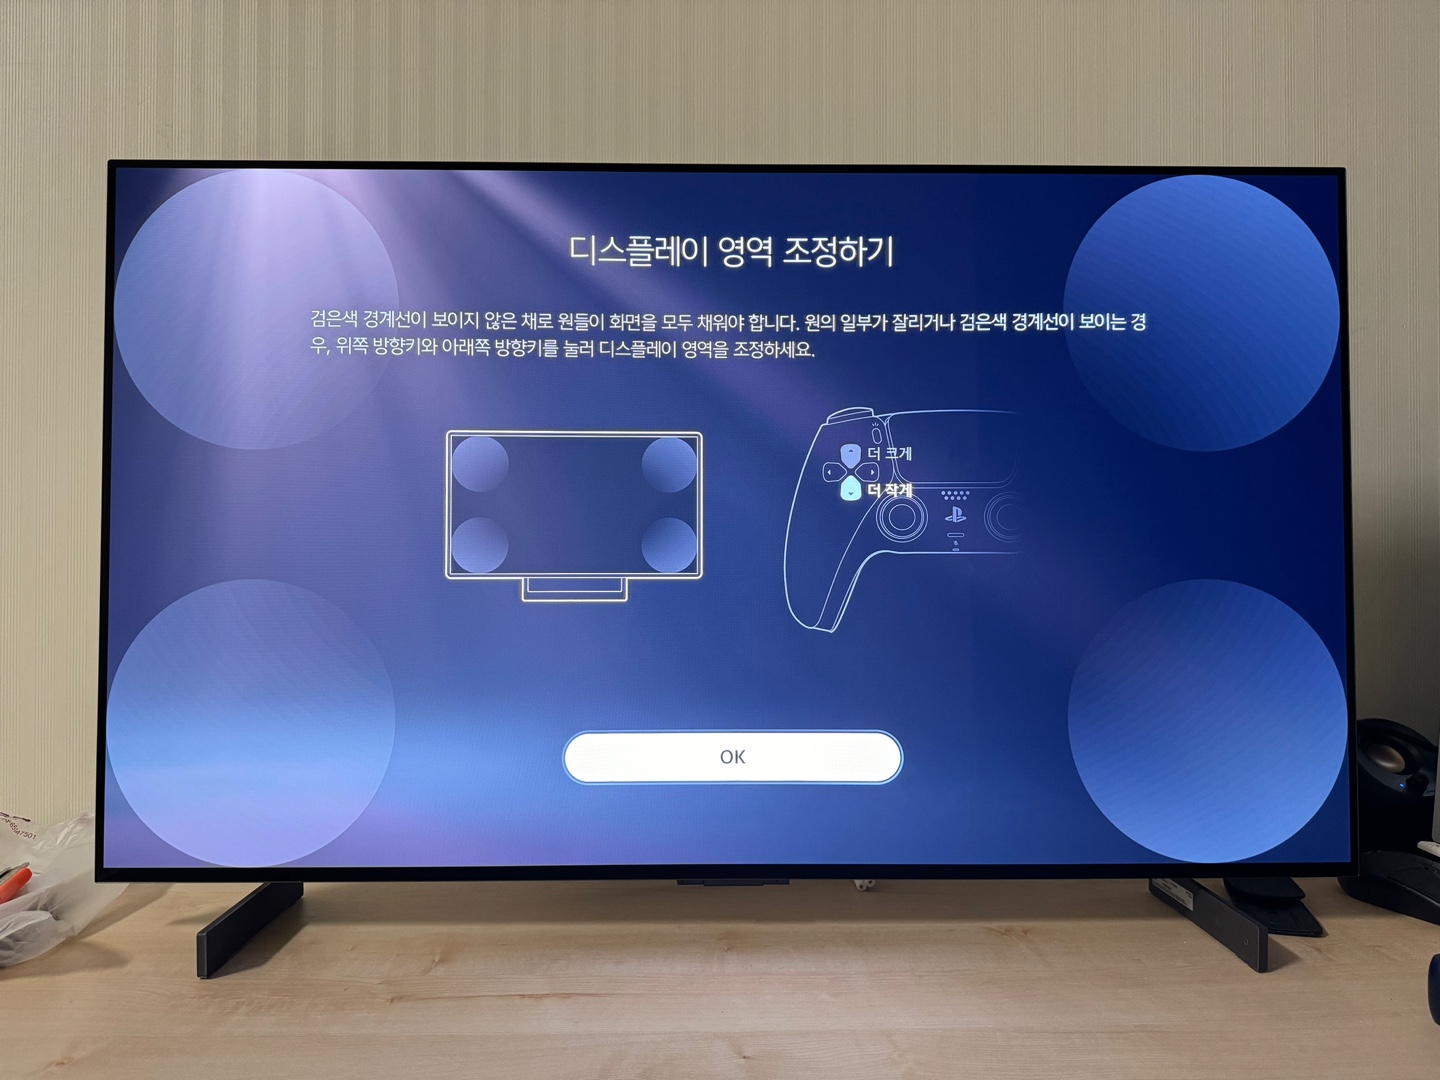 디스플레이 영역 조정하기
검은색 경계선이 보이지 않은 채로 원들이 화면을 모두 채워야 합니다. 원의 일부가 잘리거나 검은색 경계선이 보이는 경
우, 위쪽 방향키와 아래쪽 방향키를 눌러 디스플레이 영역을 조정하세요.
더 크게
더 작게
OK